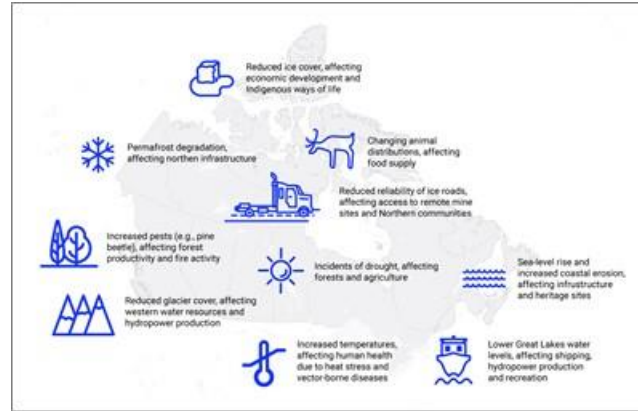 Reduced ice cover, affecting
economic development and
Indigenous ways of life
Permafrost degradation,
affecting northen infrastructure
Changing animal
distributions, affecting
food supply
Reduced reliability of ice roads,
affecting access to remote mine
sites and Northern communities
Increased pests (e.g., pine
beetle), affecting forest
productivity and fire activity
Incidents of drought, affecting
forests and agriculture
Sea-level rise and
increased coastal erosion,
affecting infrastructure
and heritage sites
Reduced glacier cover, affecting
western water resources and
hydropower production
Increased temperatures,
affecting human health
due to heat stress and
vector-borne diseases
Lower Great Lakes water
levels, affecting shipping,
hydropower production
and recreation